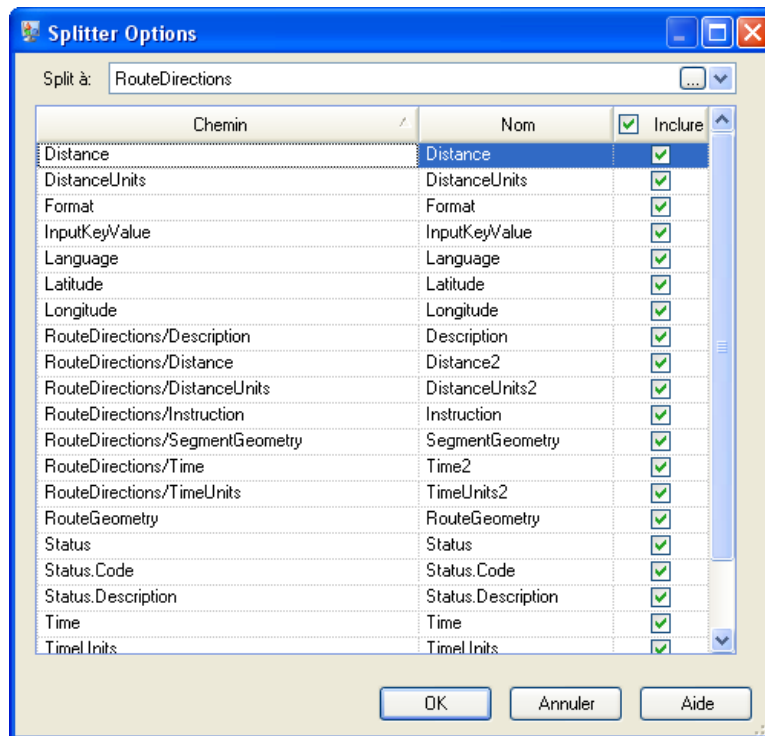 Splitter Options
Split à: RouteDirections ...
Chemin Nom Inclure
Distance Distance
DistanceUnits DistanceUnits
Format Format
InputKeyValue InputKeyValue
Language Language
Latitude Latitude
Longitude Longitude
RouteDirections/Description Description
RouteDirections/Distance Distance2
RouteDirections/DistanceUnits DistanceUnits2
RouteDirections/Instruction Instruction
RouteDirections/SegmentGeometry SegmentGeometry
RouteDirections/Time Time2
RouteDirections/TimeUnits TimeUnits2
RouteGeometry RouteGeometry
Status Status
Status.Code Status.Code
Status.Description Status.Description
Time Time
TimeUnits TimeUnits
OK Annuler Aide